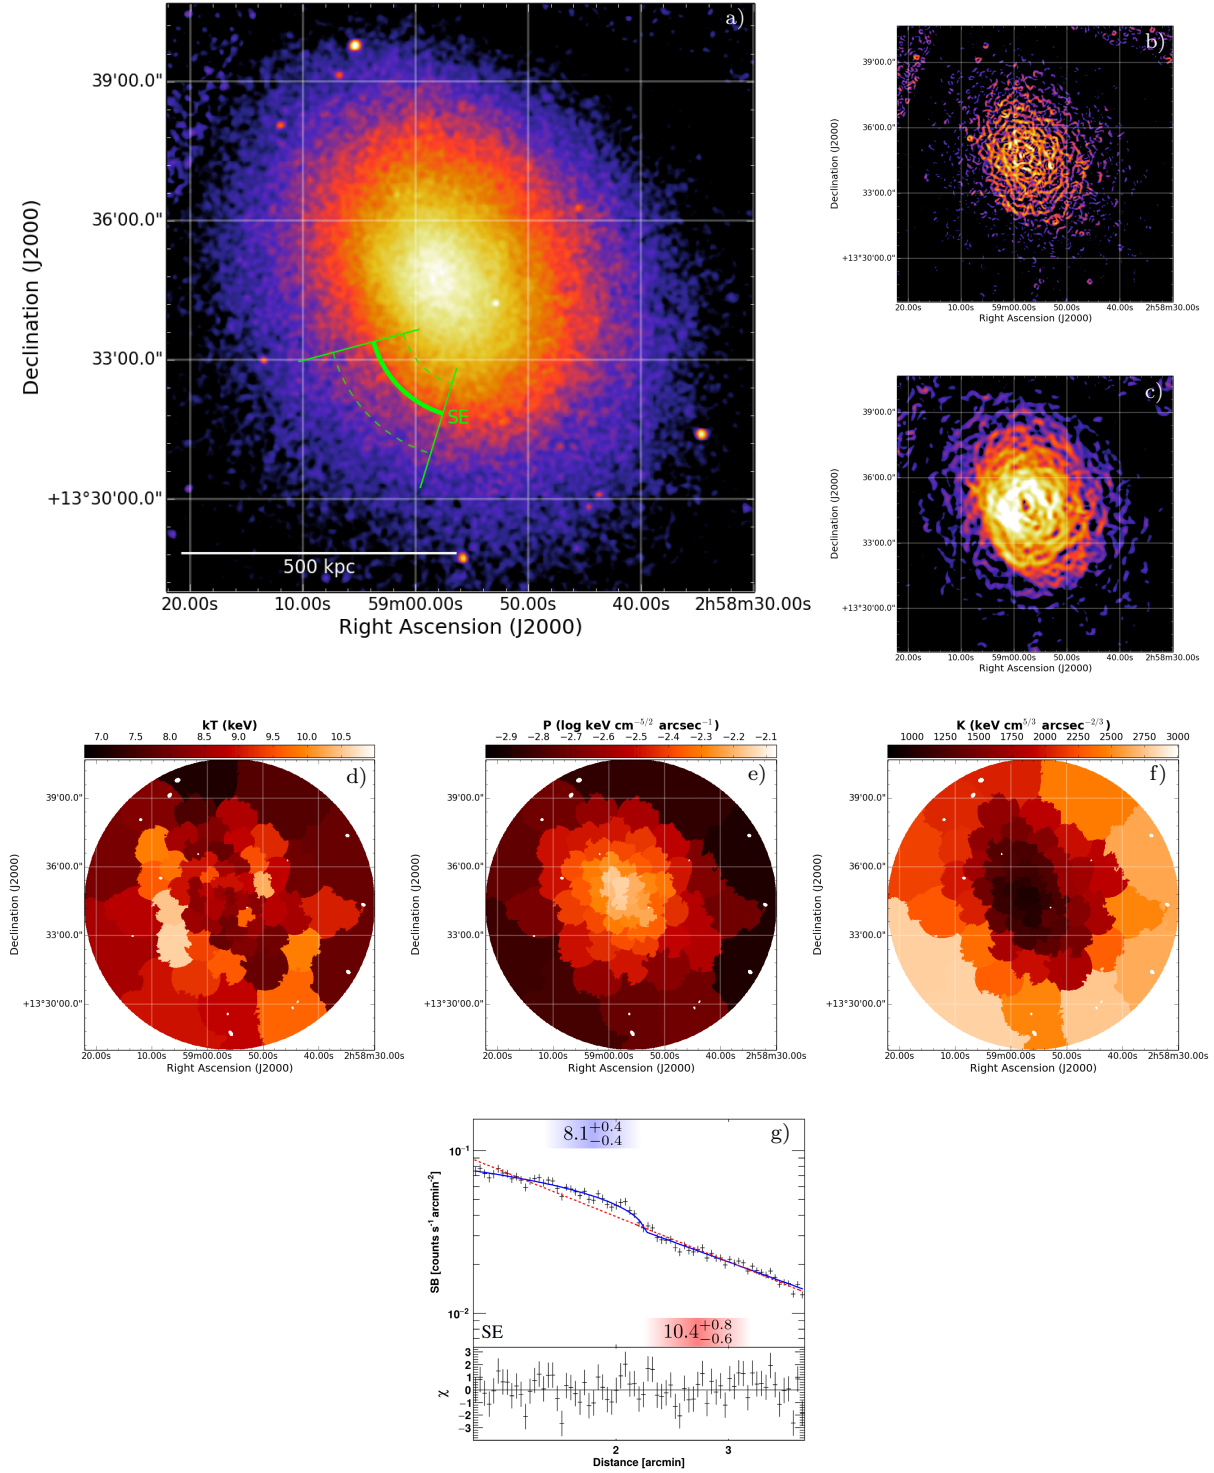 a)
39'00.0"
36'00.0"
33'00.0"
+13°30'00.0"
Declination (J2000)
SE
500 kpc
20.00s 10.00s 59m00.00s 50.00s 40.00s 2h58m30.00s
Right Ascension (J2000)
b)
39'00.0"
36'00.0"
33'00.0"
+13°30'00.0"
Declination (J2000)
20.00s 10.00s 59m00.00s 50.00s 40.00s 2h58m30.00s
Right Ascension (J2000)
c)
39'00.0"
36'00.0"
33'00.0"
+13°30'00.0"
Declination (J2000)
20.00s 10.00s 59m00.00s 50.00s 40.00s 2h58m30.00s
Right Ascension (J2000)
kT (keV)
7.0 7.5 8.0 8.5 9.0 9.5 10.0 10.5
d)
39'00.0"
36'00.0"
33'00.0"
+13°30'00.0"
Declination (J2000)
20.00s 10.00s 59m00.00s 50.00s 40.00s 2h58m30.00s
Right Ascension (J2000)
P (log keV cm^{-5/2} arcsec^{-1})
−2.9 −2.8 −2.7 −2.6 −2.5 −2.4 −2.3 −2.2 −2.1
e)
39'00.0"
36'00.0"
33'00.0"
+13°30'00.0"
Declination (J2000)
20.00s 10.00s 59m00.00s 50.00s 40.00s 2h58m30.00s
Right Ascension (J2000)
K (keV cm^{5/3} arcsec^{-2/3})
1000 1250 1500 1750 2000 2250 2500 2750 3000
f)
39'00.0"
36'00.0"
33'00.0"
+13°30'00.0"
Declination (J2000)
20.00s 10.00s 59m00.00s 50.00s 40.00s 2h58m30.00s
Right Ascension (J2000)
8.1^{+0.4}_{-0.4}
g)
10^{-1}
SB [counts s^{-1} arcmin^{-2}]
10^{-2}
SE
10.4^{+0.8}_{-0.6}
3
2
1
0
−1
−2
−3
χ
2 3
Distance [arcmin]